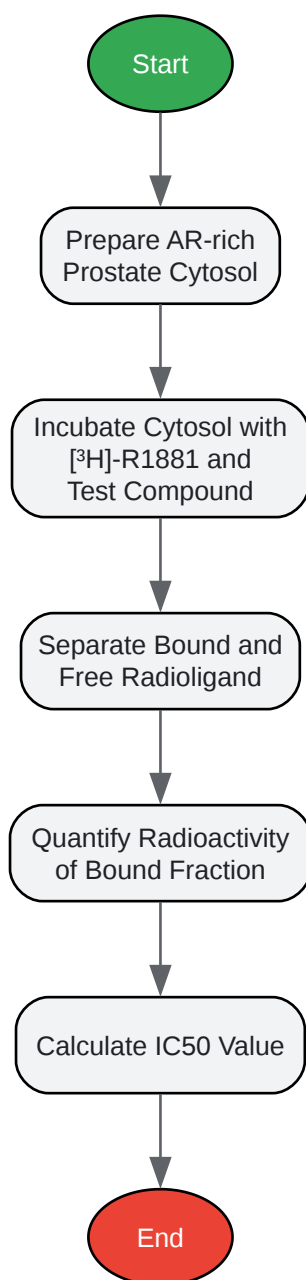 Start
Prepare AR-rich
Prostate Cytosol
Incubate Cytosol with
[³H]-R1881 and
Test Compound
Separate Bound and
Free Radioligand
Quantify Radioactivity
of Bound Fraction
Calculate IC50 Value
End